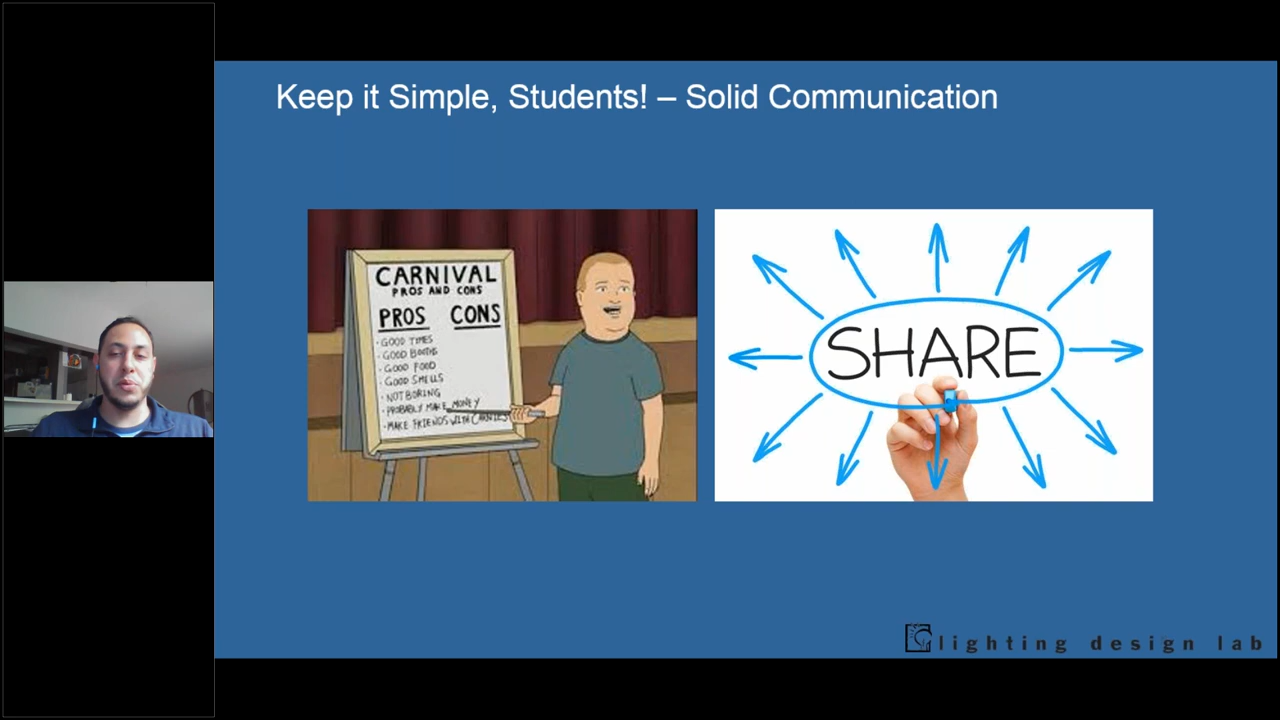 Keep it Simple, Students! – Solid Communication
CARNIVAL
PROS AND CONS
PROS CONS
· GOOD TIMES
· GOOD BOOTHS
· GOOD FOOD
· GOOD SMELLS
· NOT BORING
· PROBABLY MAKE MONEY
· MAKE FRIENDS WITH CARNIES
SHARE
lighting design lab